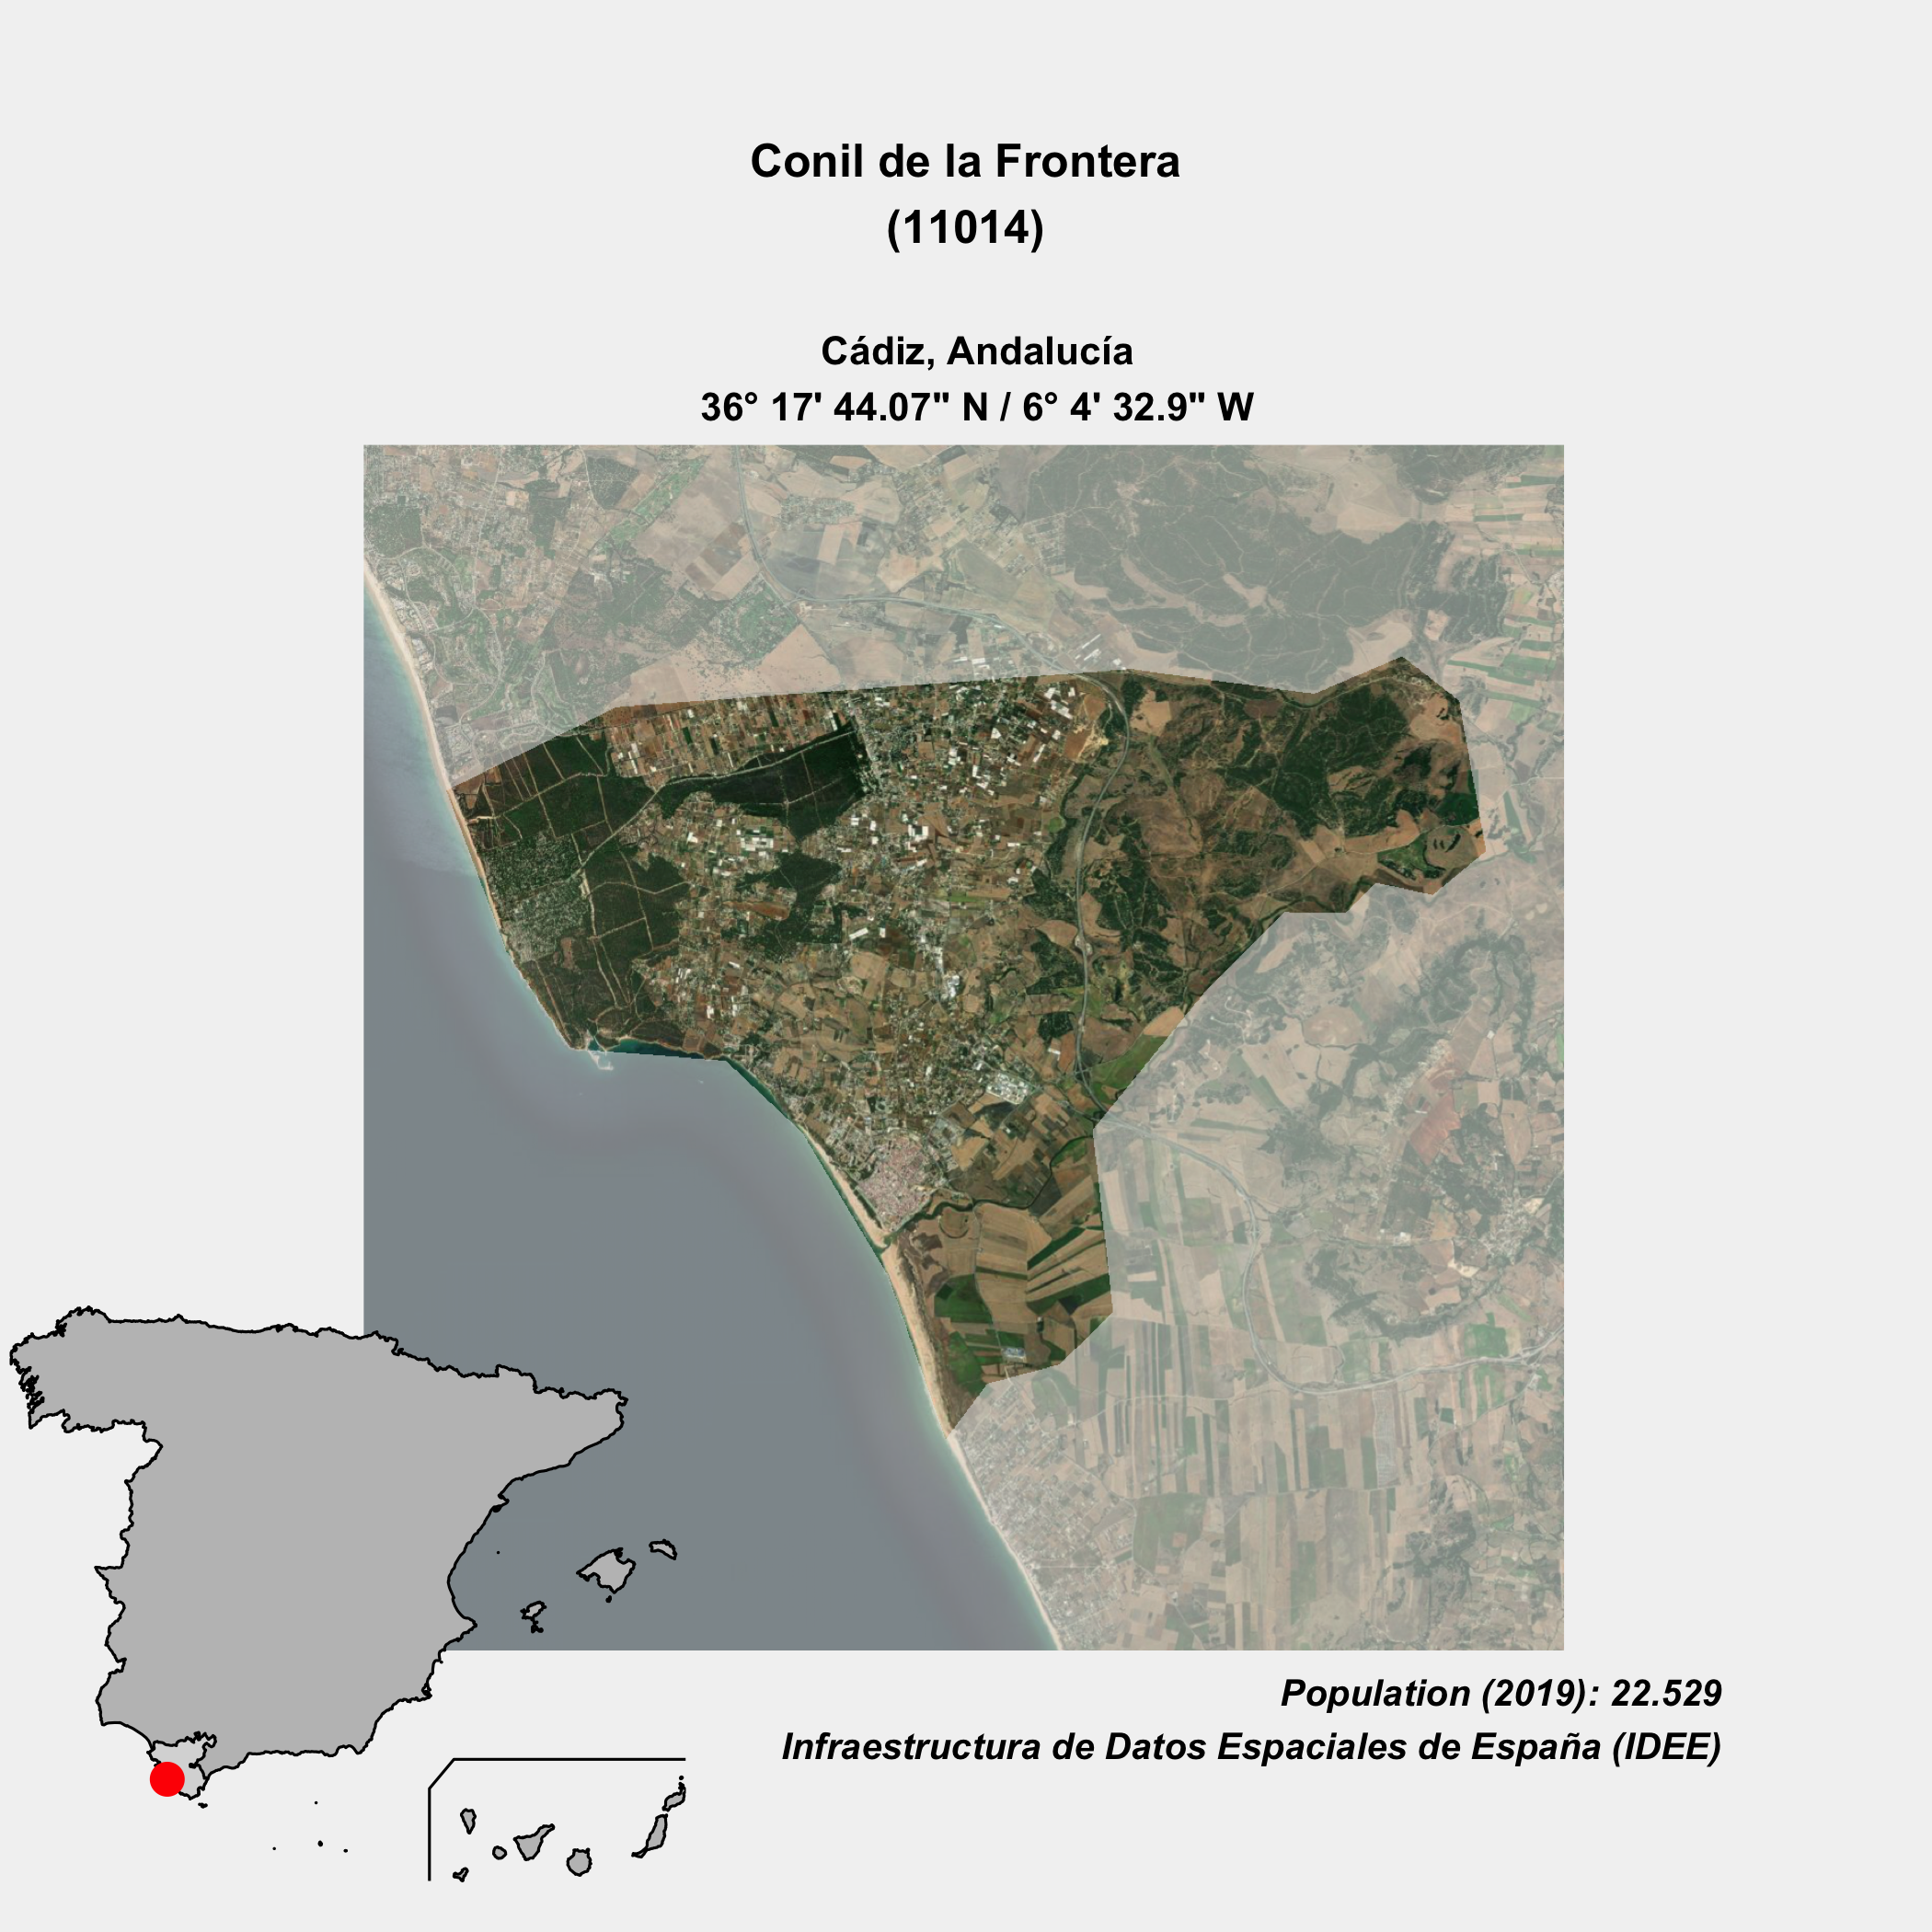 Conil de la Frontera
(11014)
Cádiz, Andalucía
36° 17' 44.07" N / 6° 4' 32.9" W
Population (2019): 22.529
Infraestructura de Datos Espaciales de España (IDEE)